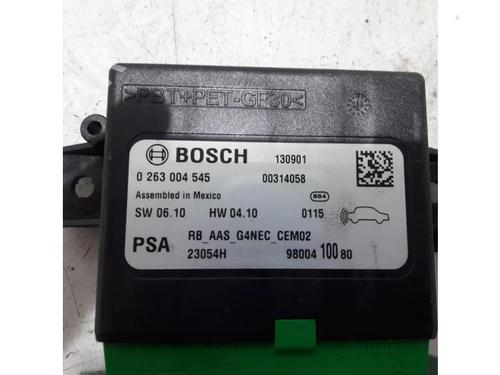 >PBT+PET-GF30<
BOSCH 130901
0 263 004 545 00314058
Assembled in Mexico 864
SW 06.10 HW 04.10 0115
RB_AAS_G4NEC_CEM02
PSA 23054H 98004 100 80